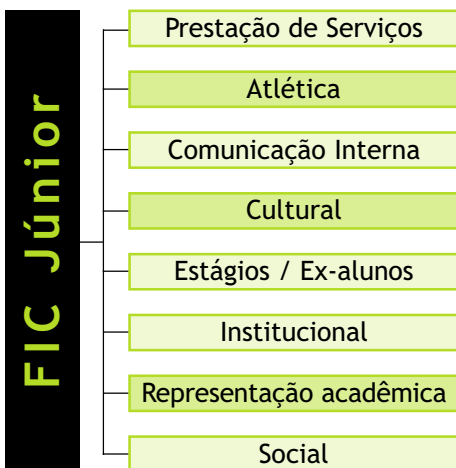 FIC Júnior
Prestação de Serviços
Atlética
Comunicação Interna
Cultural
Estágios / Ex-alunos
Institucional
Representação acadêmica
Social